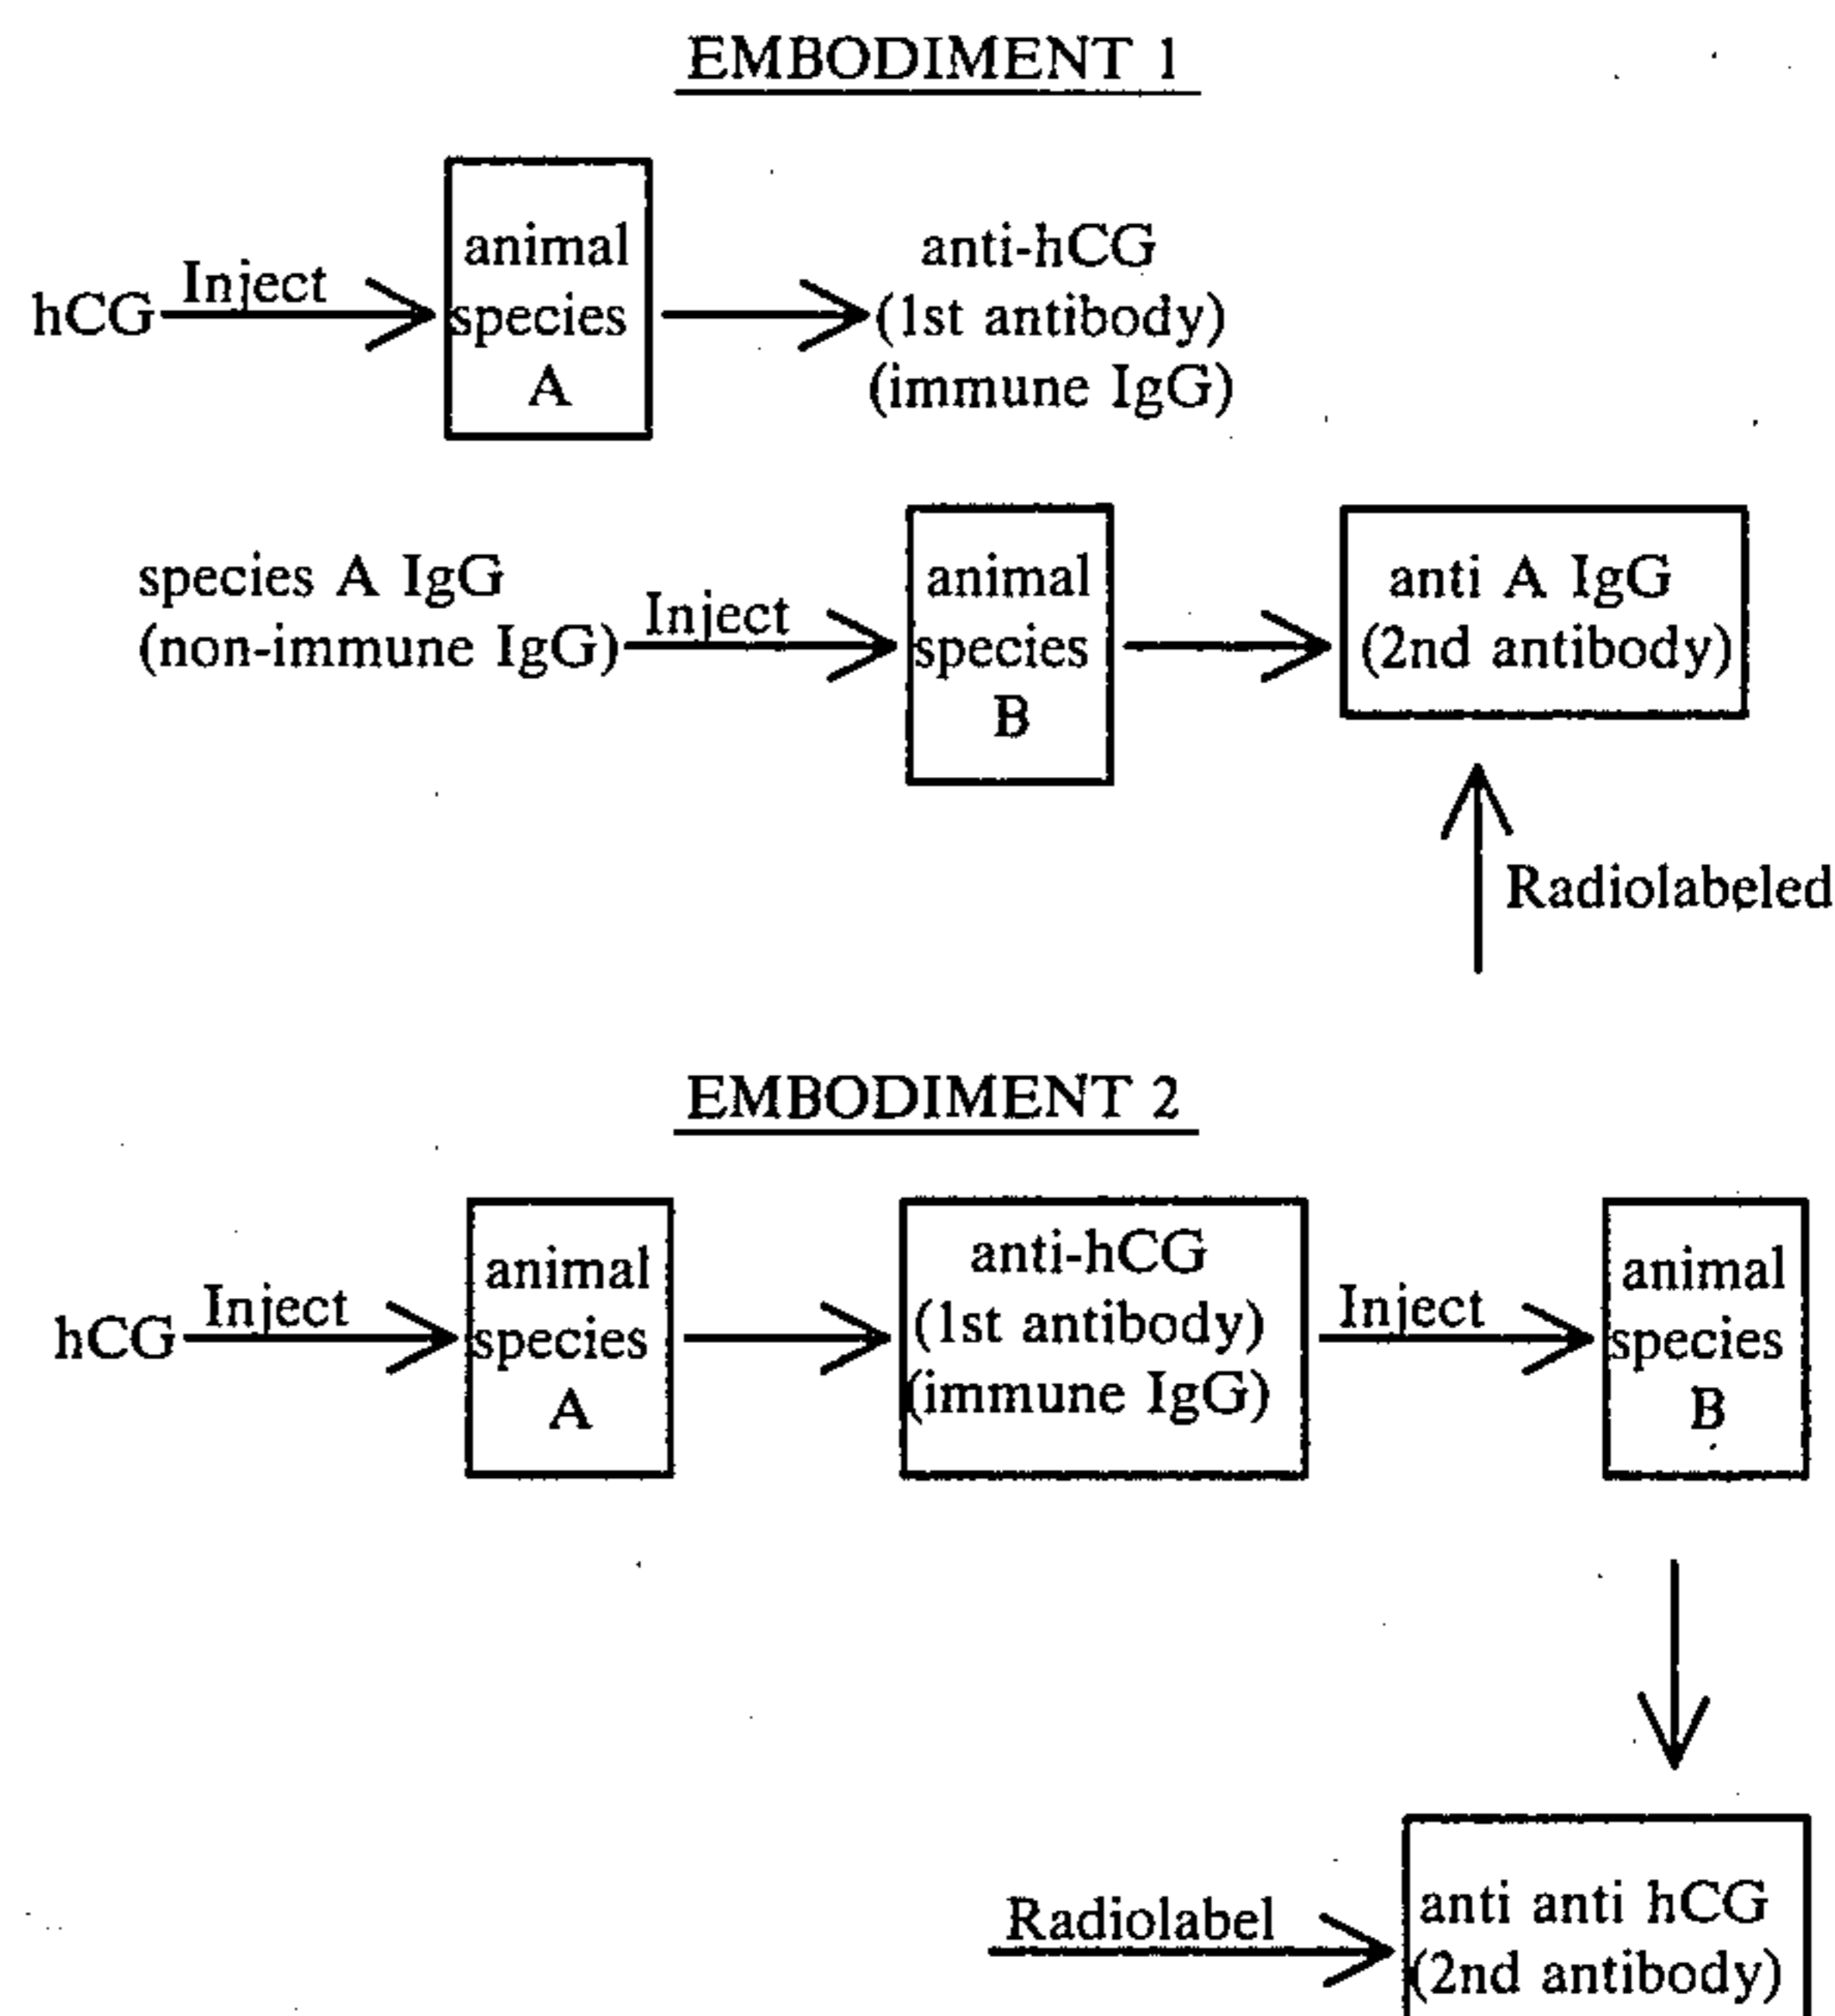 EMBODIMENT 1
hCG
Inject
animal
species
A
anti-hCG
(1st antibody)
(immune IgG)
species A IgG
(non-immune IgG)
Inject
animal
species
B
anti A IgG
(2nd antibody)
Radiolabeled
EMBODIMENT 2
hCG
Inject
animal
species
A
anti-hCG
(1st antibody)
(immune IgG)
Inject
animal
species
B
Radiolabel
anti anti hCG
(2nd antibody)